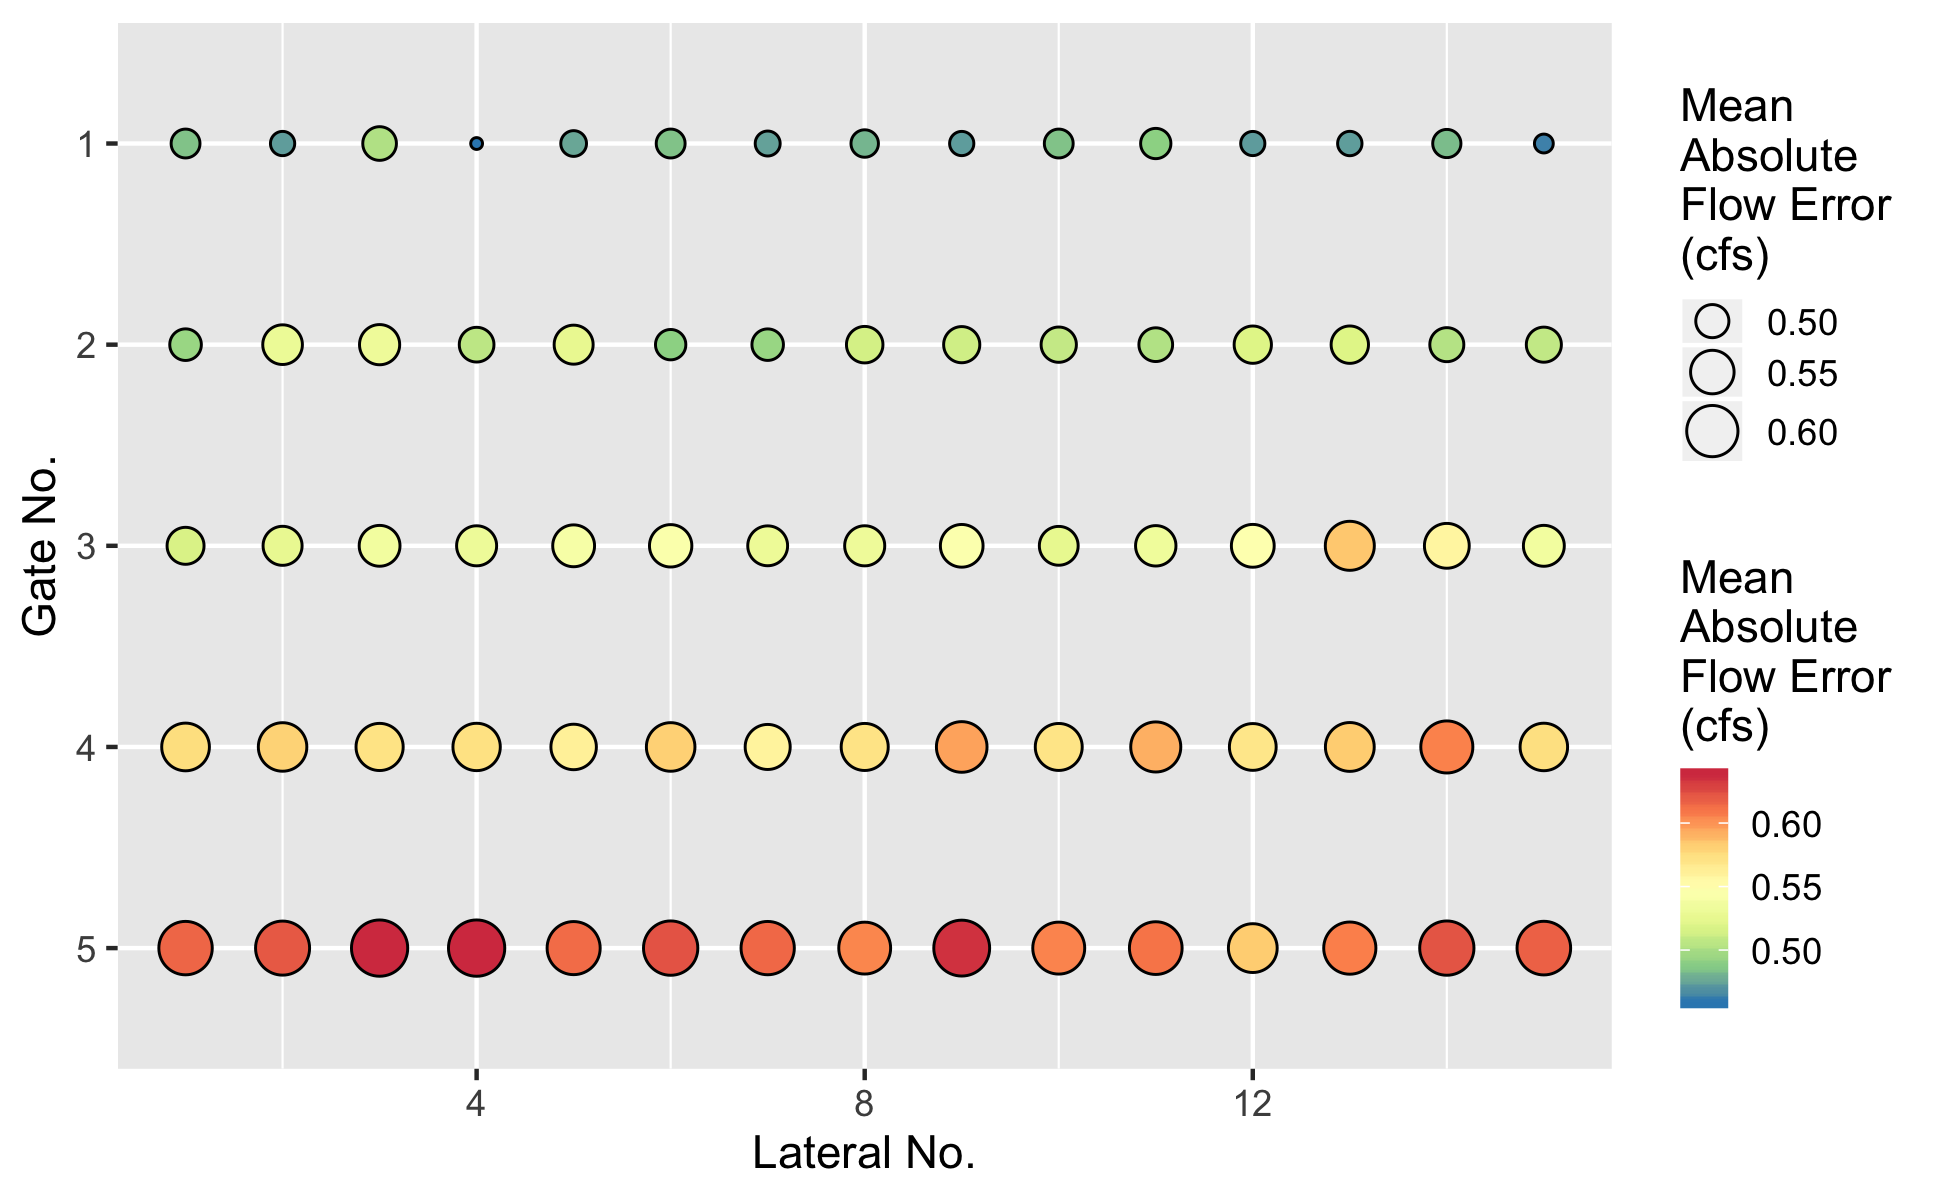 1
2
3
4
5
Gate No.
4 8 12
Lateral No.
Mean
Absolute
Flow Error
(cfs)
0.50
0.55
0.60
Mean
Absolute
Flow Error
(cfs)
0.60
0.55
0.50